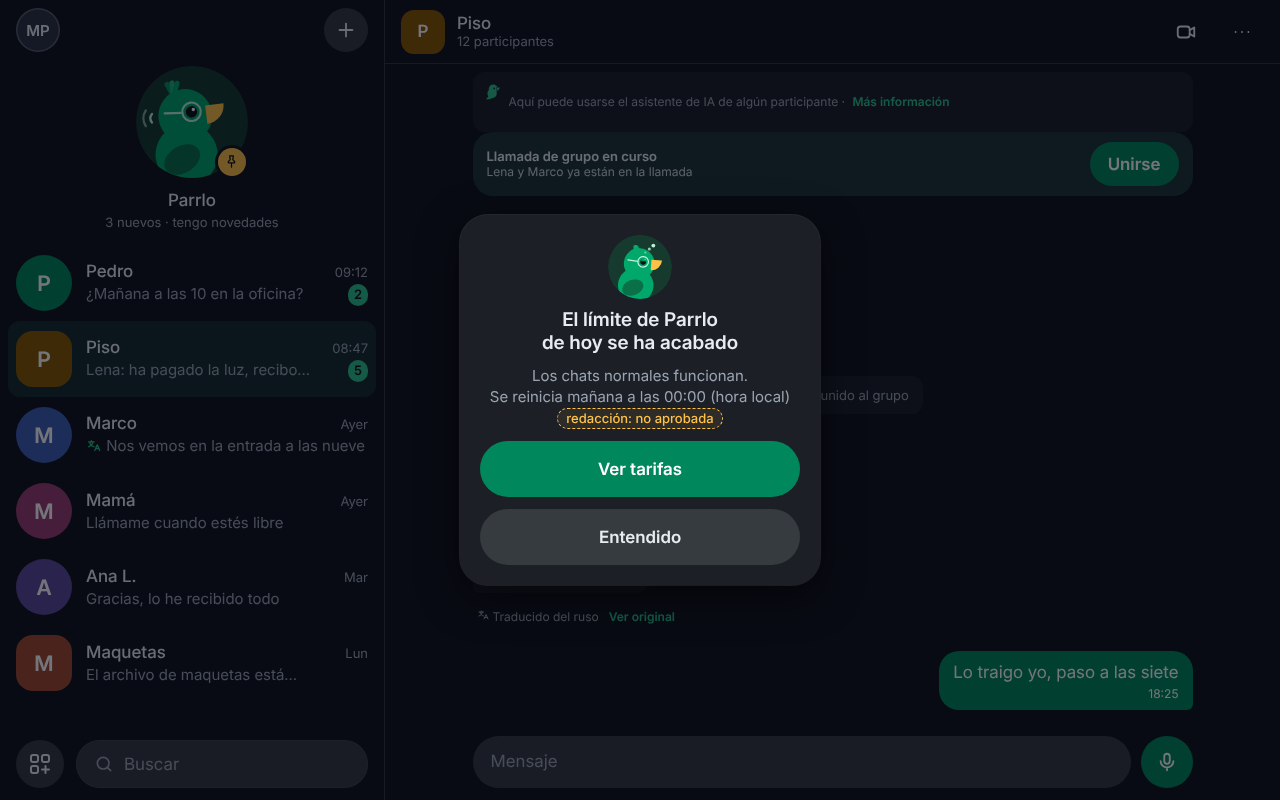 MP
Parrlo
3 nuevos · tengo novedades
P
Pedro
09:12
¿Mañana a las 10 en la oficina?
2
P
Piso
08:47
Lena: ha pagado la luz, recibo...
5
M
Marco
Ayer
Nos vemos en la entrada a las nueve
M
Mamá
Ayer
Llámame cuando estés libre
A
Ana L.
Mar
Gracias, lo he recibido todo
M
Maquetas
Lun
El archivo de maquetas está...
Buscar
P
Piso
12 participantes
Aquí puede usarse el asistente de IA de algún participante · Más información
Llamada de grupo en curso
Lena y Marco ya están en la llamada
Unirse
El límite de Parrlo
de hoy se ha acabado
Los chats normales funcionan.
Se reinicia mañana a las 00:00 (hora local)
redacción: no aprobada
Ver tarifas
Entendido
unido al grupo
Traducido del ruso Ver original
Lo traigo yo, paso a las siete
18:25
Mensaje